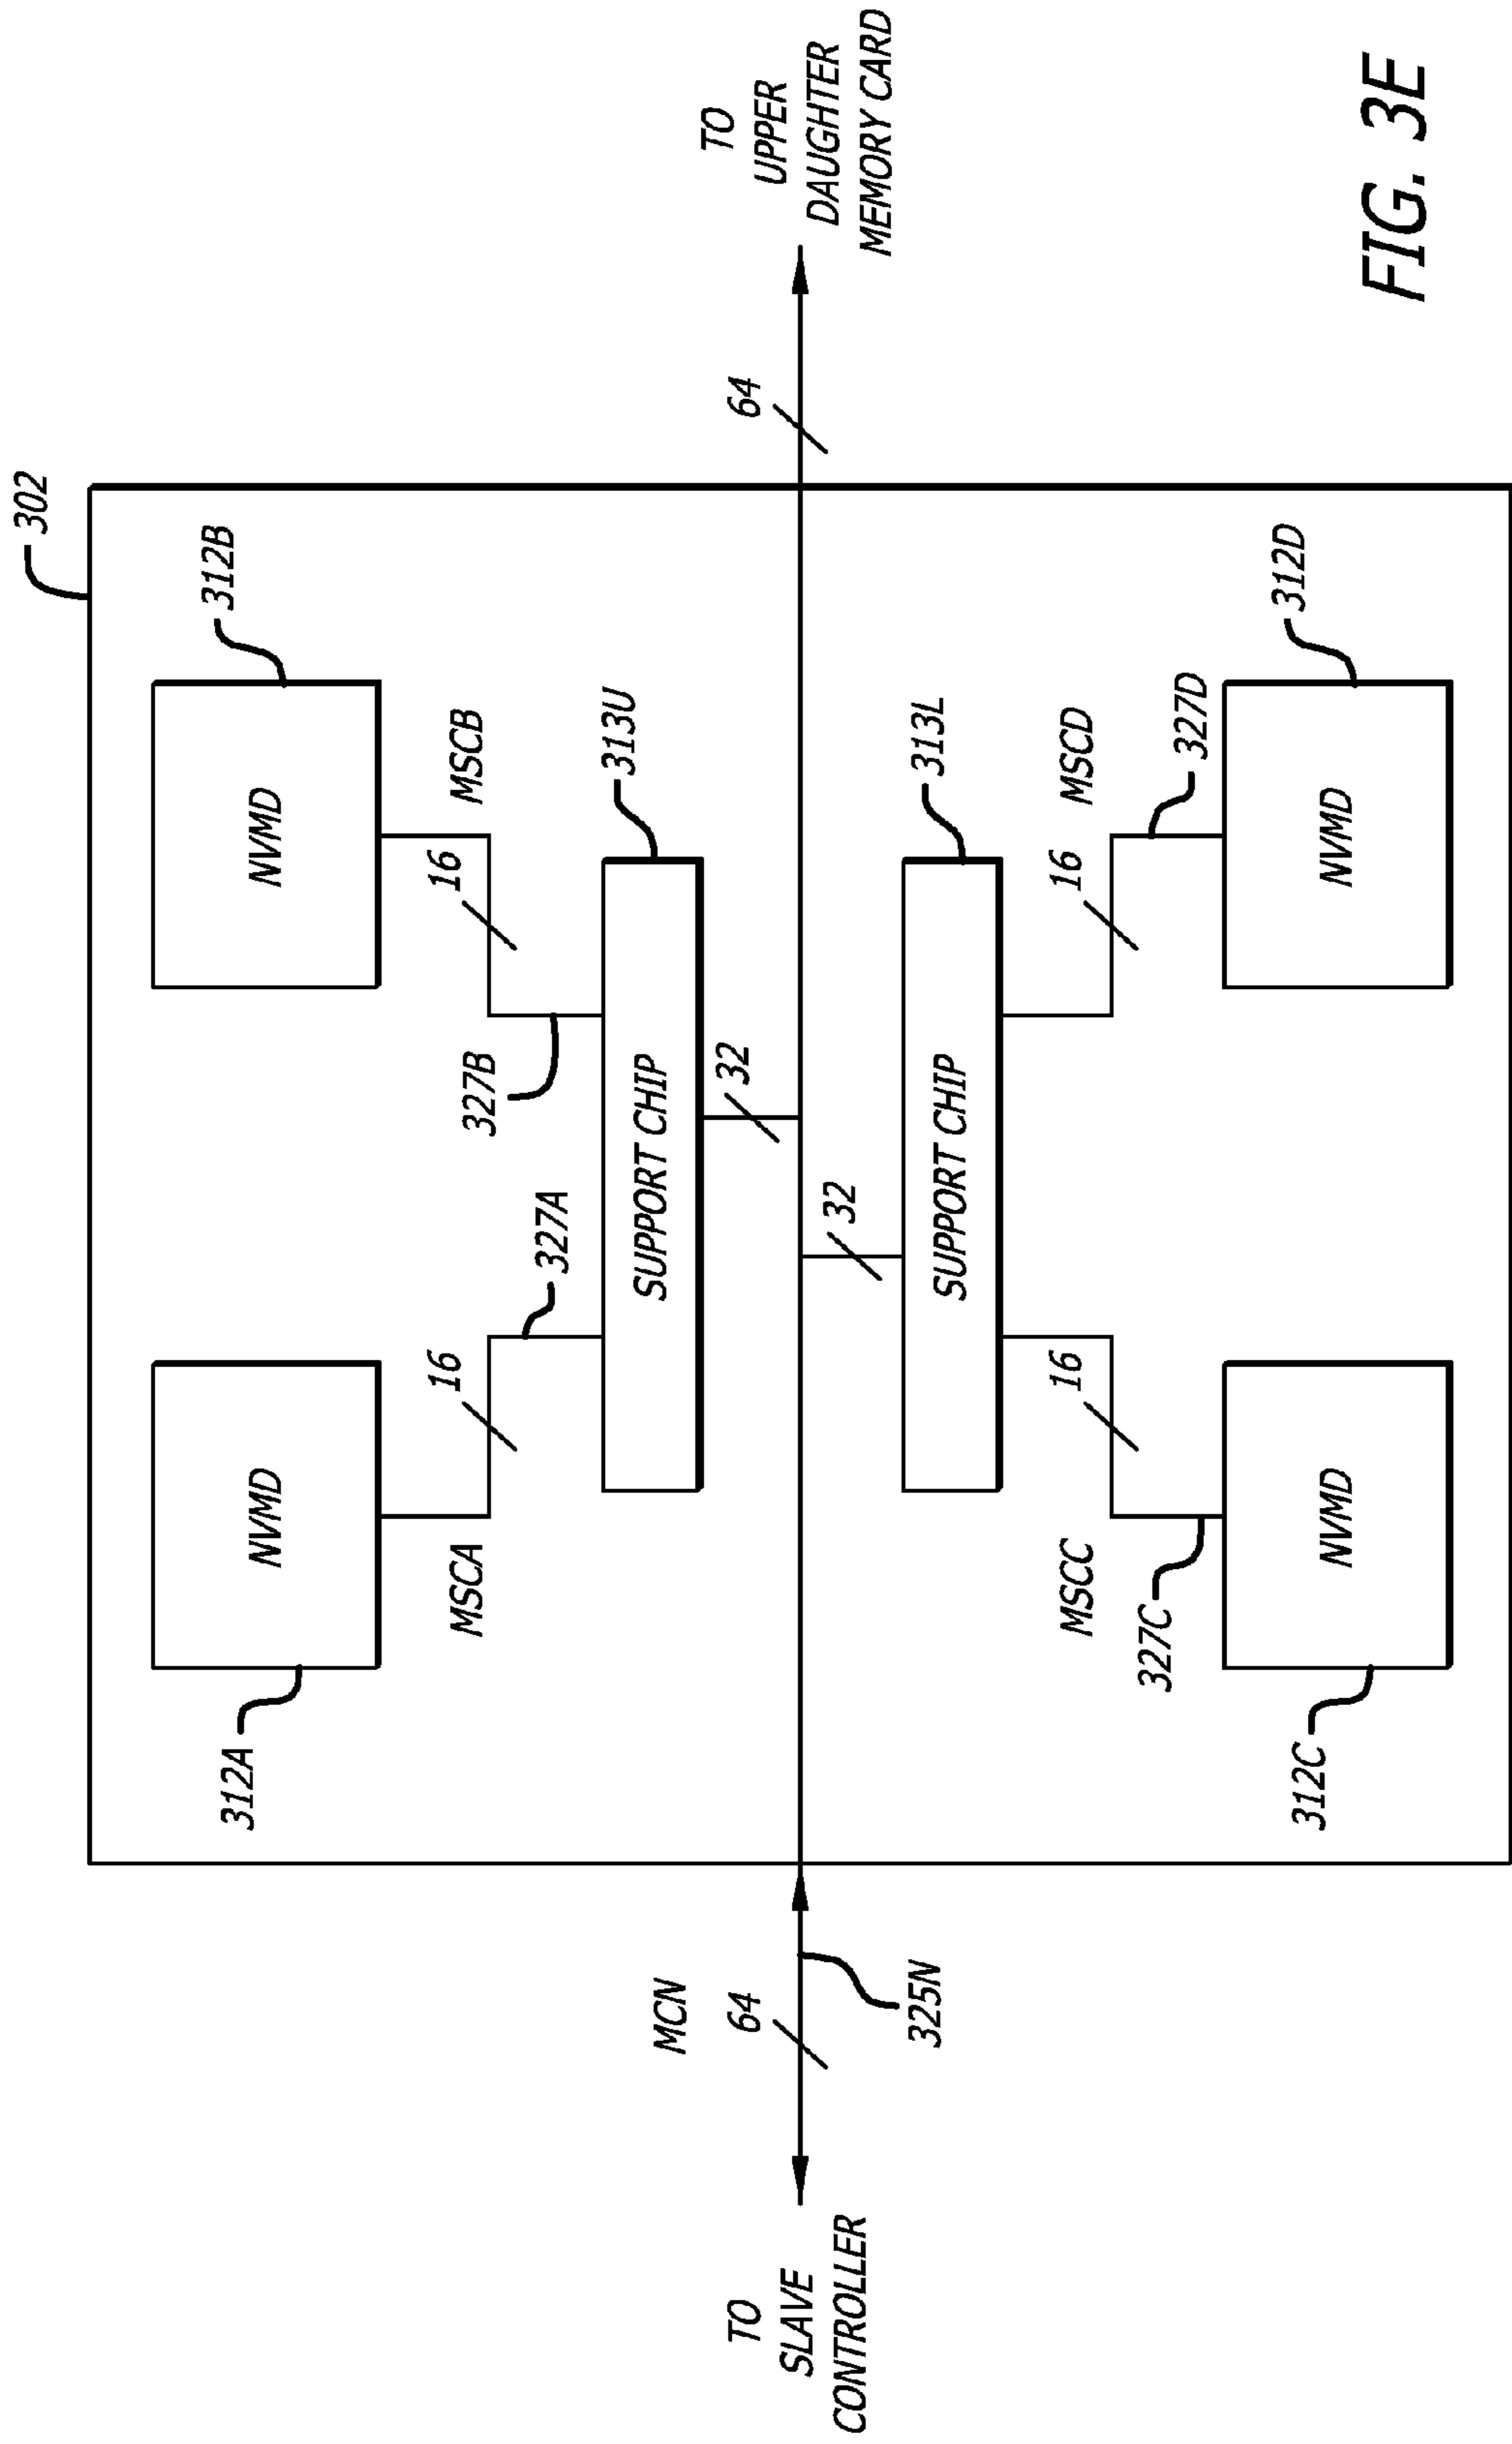 302
312A
NVMD
NVMD
312B
MSCA
16
327A
327B
16
MSCB
SUPPORT CHIP
313U
32
TO
SLAVE
CONTROLLER
MCN
64
325N
64
TO
UPPER
DAUGHTER
MEMORY CARD
32
SUPPORT CHIP
313L
MSCC
16
327C
16
MSCD
327D
312C
NVMD
NVMD
312D
FIG. 3E